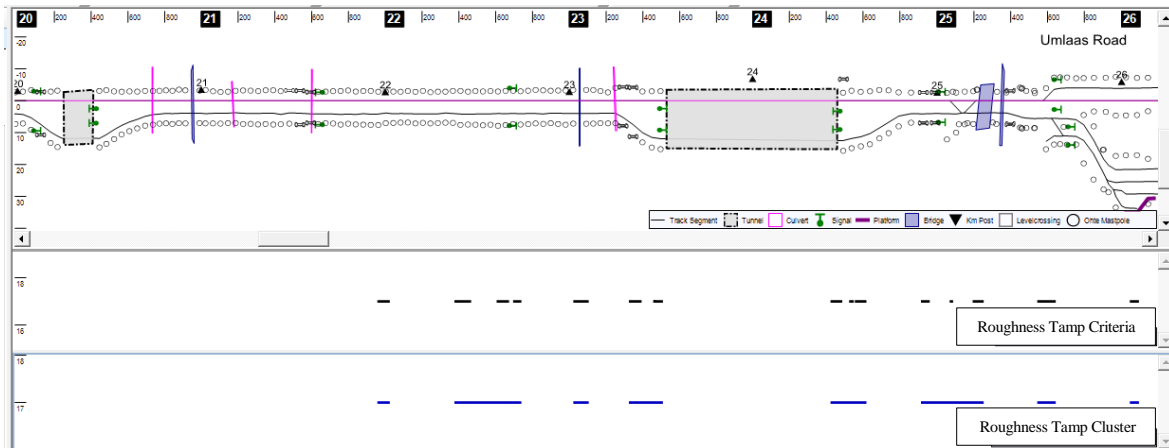 20 200 400 600 800 21 200 400 600 800 22 200 400 600 800 23 200 400 600 800 24 200 400 600 800 25 200 400 600 800 26
-20
-10
0
10
20
30
Umlaas Road
20 21 22 23 24 25 26
Track Segment Tunnel Culvert Signal Platform Bridge Km Post Levelcrossing Ohte Mastpole
18
16
Roughness Tamp Criteria
18
17
Roughness Tamp Cluster